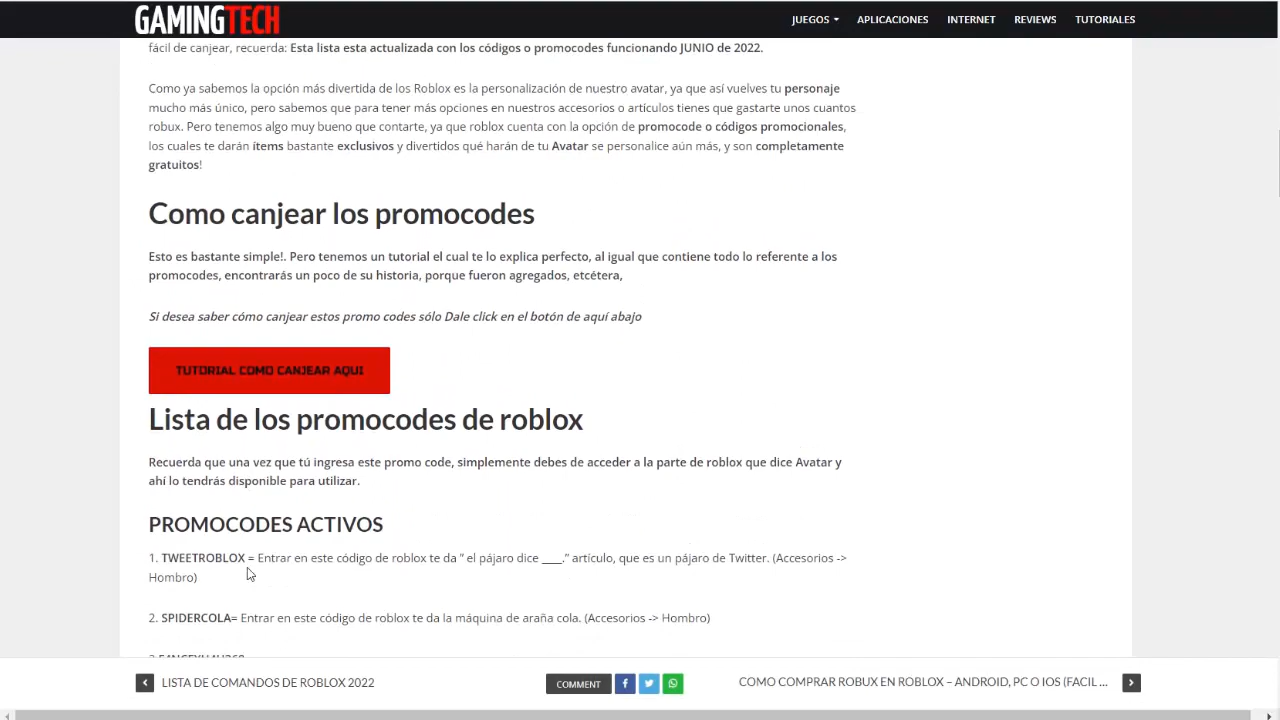 GAMINGTECH
JUEGOS APLICACIONES INTERNET REVIEWS TUTORIALES
fácil de canjear, recuerda: Esta lista esta actualizada con los códigos o promocodes funcionando JUNIO de 2022.
Como ya sabemos la opción más divertida de los Roblox es la personalización de nuestro avatar, ya que así vuelves tu personaje
mucho más único, pero sabemos que para tener más opciones en nuestros accesorios o artículos tienes que gastarte unos cuantos
robux. Pero tenemos algo muy bueno que contarte, ya que roblox cuenta con la opción de promocode o códigos promocionales,
los cuales te darán ítems bastante exclusivos y divertidos qué harán de tu Avatar se personalice aún más, y son completamente
gratuitos!
Como canjear los promocodes
Esto es bastante simple!. Pero tenemos un tutorial el cual te lo explica perfecto, al igual que contiene todo lo referente a los
promocodes, encontrarás un poco de su historia, porque fueron agregados, etcétera,
Si desea saber cómo canjear estos promo codes sólo Dale click en el botón de aquí abajo
TUTORIAL COMO CANJEAR AQUI
Lista de los promocodes de roblox
Recuerda que una vez que tú ingresa este promo code, simplemente debes de acceder a la parte de roblox que dice Avatar y
ahí lo tendrás disponible para utilizar.
PROMOCODES ACTIVOS
1. TWEETROBLOX = Entrar en este código de roblox te da ” el pájaro dice ____.” artículo, que es un pájaro de Twitter. (Accesorios ->
Hombro)
2. SPIDERCOLA= Entrar en este código de roblox te da la máquina de araña cola. (Accesorios -> Hombro)
LISTA DE COMANDOS DE ROBLOX 2022
COMMENT
COMO COMPRAR ROBUX EN ROBLOX – ANDROID, PC O IOS (FACIL ...